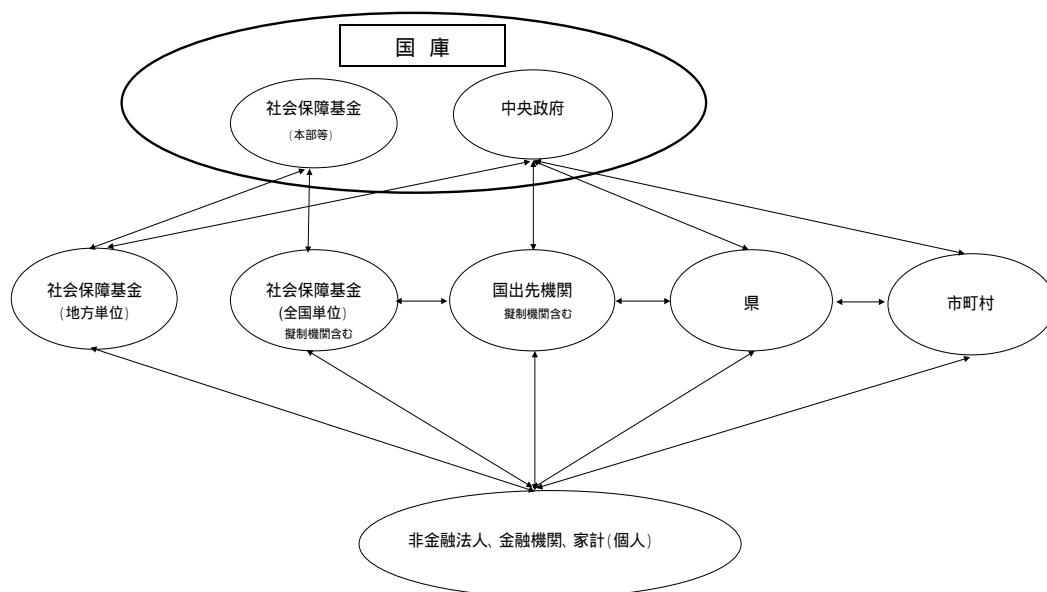 国 庫
社会保障基金
(本部等)
中央政府
社会保障基金
(地方単位)
社会保障基金
(全国単位)
擬制機関含む
国出先機関
擬制機関含む
県
市町村
非金融法人、金融機関、家計(個人)